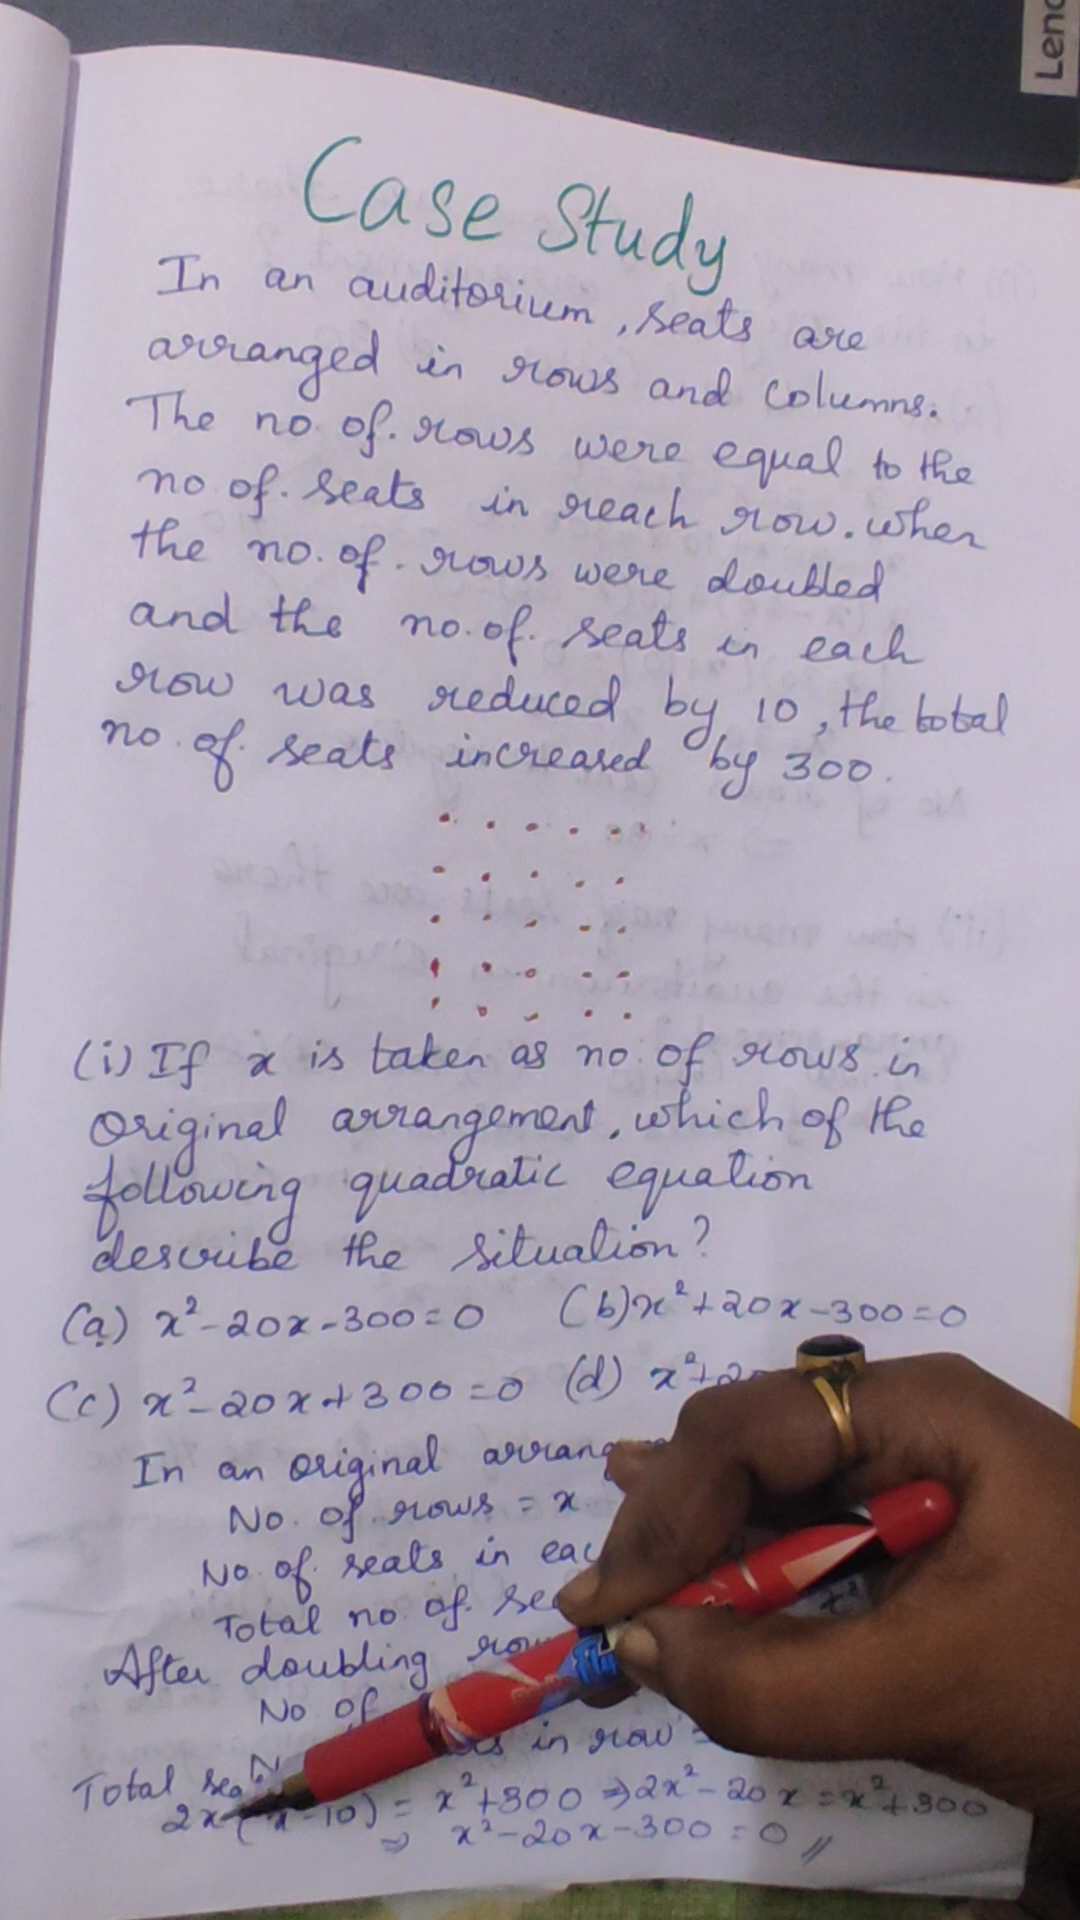 Leno
Case Study
In an auditorium, seats are
arranged in rows and columns.
The no. of. rows were equal to the
no of. seats in each row. when
the no. of. rows were doubled
and the no. of. seats in each
row was reduced by 10, the total
no. of. seats increased by 300.
(i) If x is taken as no. of rows in
original arrangement, which of the
following quadratic equation
describe the situation?
(a) x²-20x-300=0 (b) x²+20x-300=0
(c) x²-20x+300=0 (d) x²+20
In an original
No. of rows = x
No. of. seats in
Total no. of.
x²
After doubling
No of
in row =
Total
2x(x-10) = x²+300 ⇒ 2x²-20x = x²+300
⇒ x²-20x-300=0 //